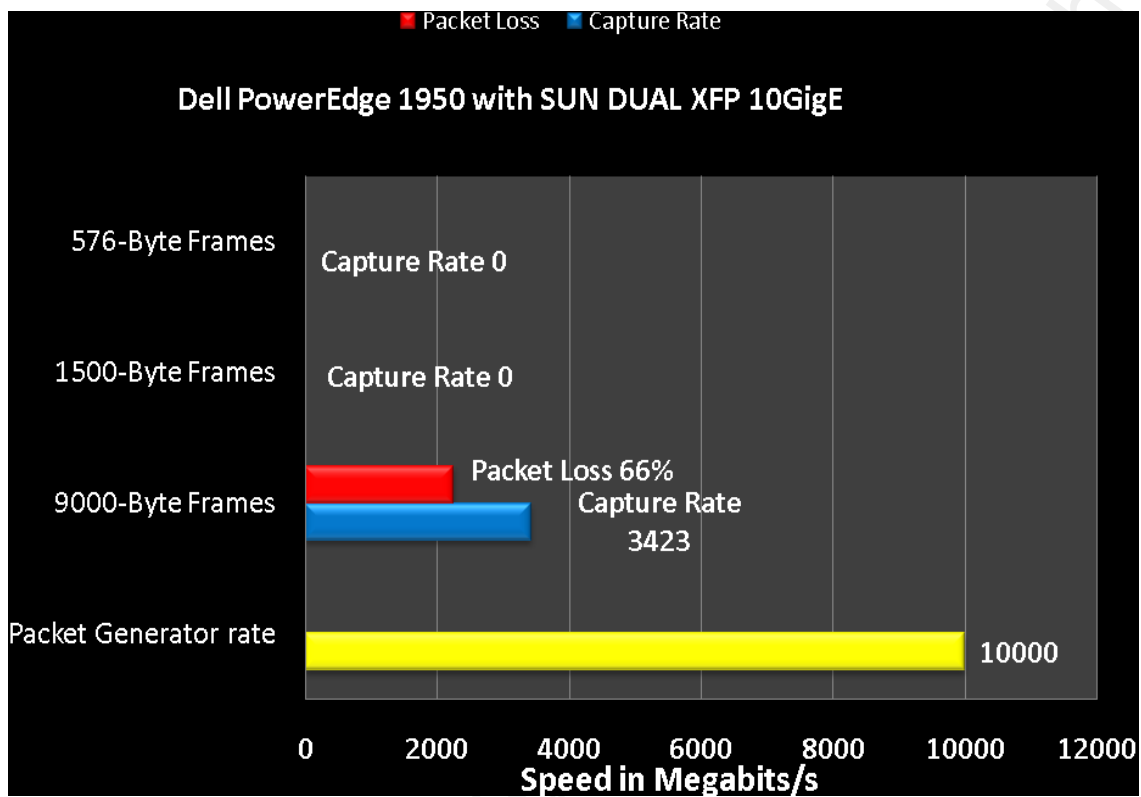 Packet Loss Capture Rate
Dell PowerEdge 1950 with SUN DUAL XFP 10GigE
576-Byte Frames
Capture Rate 0
1500-Byte Frames
Capture Rate 0
Packet Loss 66%
9000-Byte Frames
Capture Rate
3423
Packet Generator rate
10000
0 2000 4000 6000 8000 10000 12000
Speed in Megabits/s